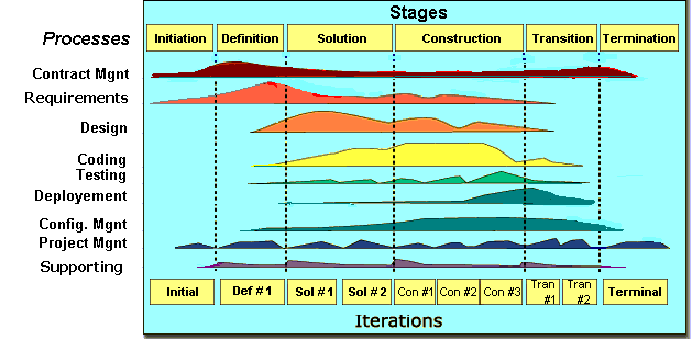 Stages
Processes
Initiation Definition Solution Construction Transition Termination
Contract Mgnt
Requirements
Design
Coding
Testing
Deployement
Config. Mgnt
Project Mgnt
Supporting
Initial Def #1 Sol #1 Sol # 2 Con #1 Con #2 Con #3 Tran #1 Tran #2 Terminal
Iterations